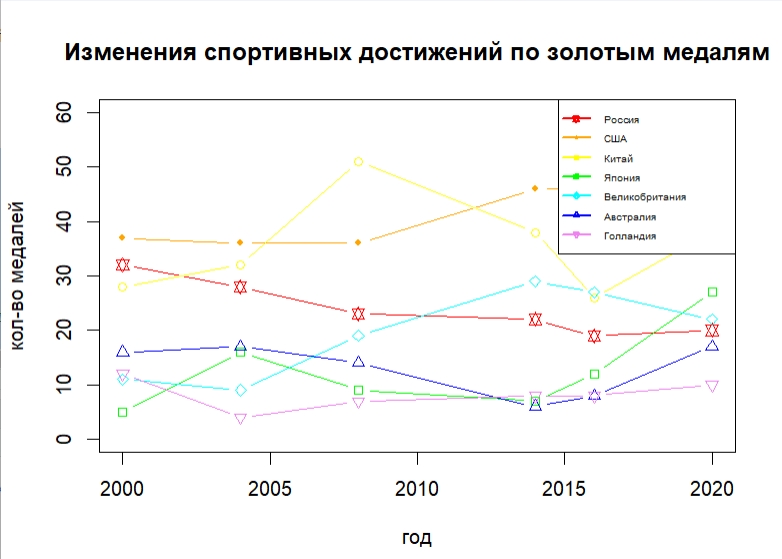 Изменения спортивных достижений по золотым медалям
60
50
40
30
20
10
0
кол-во медалей
Россия
США
Китай
Япония
Великобритания
Австралия
Голландия
2000 2005 2010 2015 2020
год